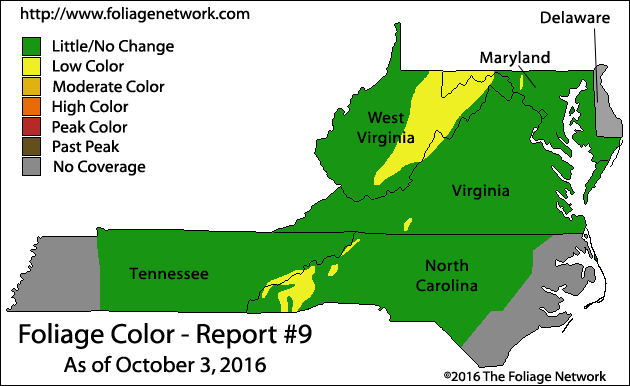 http://www.foliagenetwork.com
Delaware
Little/No Change
Maryland
Low Color
Moderate Color
High Color
West
Virginia
Peak Color
Past Peak
No Coverage
Virginia
Tennessee
North
Carolina
Foliage Color - Report #9
As of October 3, 2016
©2016 The Foliage Network